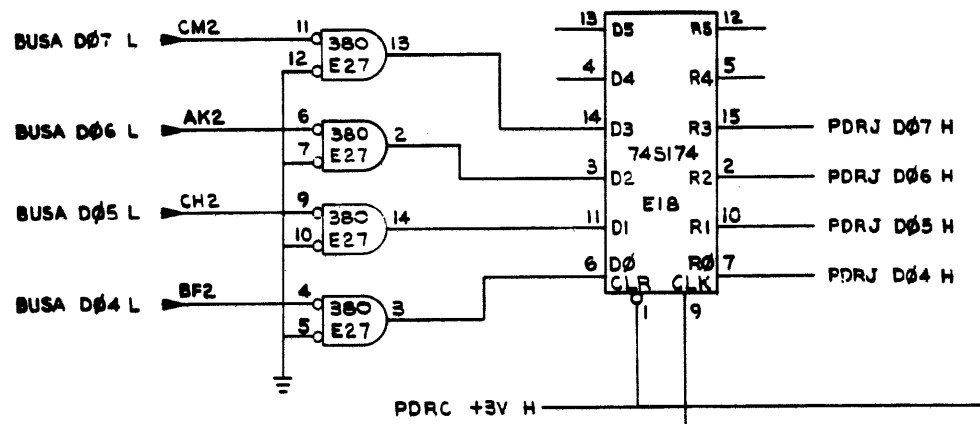 BUSA DØ7 L CM2 11 380 13 13 D5 R5 12
12 E27 4 D4 R4 5
BUSA DØ6 L AK2 6 380 2 14 D3 R3 15 PDRJ DØ7 H
7 E27 3 D2 74S174 R2 2 PDRJ DØ6 H
BUSA DØ5 L CH2 9 380 14 11 D1 E18 R1 10 PDRJ DØ5 H
10 E27 6 DØ RØ 7 PDRJ DØ4 H
BUSA DØ4 L BF2 4 380 3 CLR CLK
5 E27 1 9
PDRC +3V H